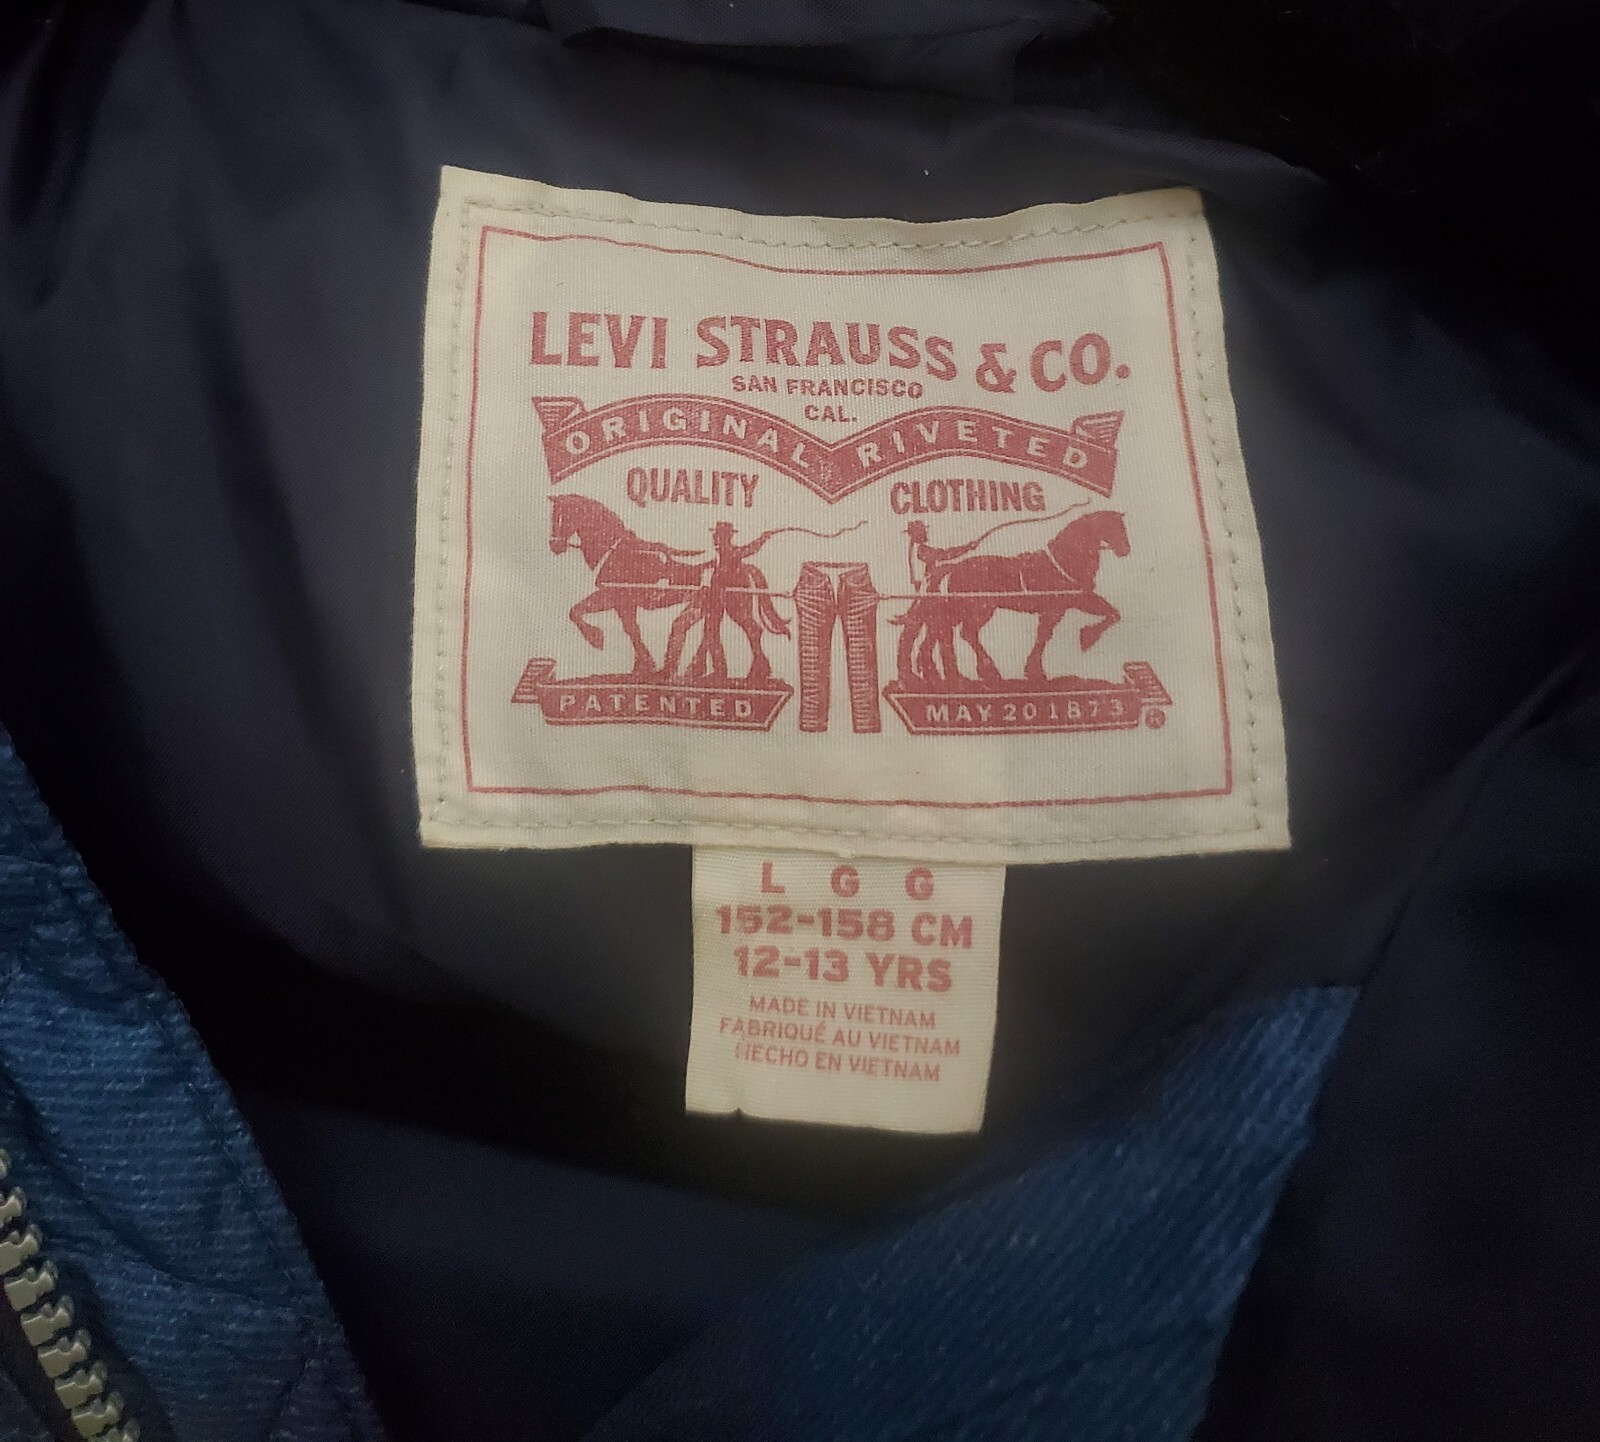 LEVI STRAUSS & CO.
SAN FRANCISCO
CAL.
ORIGINAL RIVETED
QUALITY CLOTHING
PATENTED MAY 20 1873 ®
L G G
152-158 CM
12-13 YRS
MADE IN VIETNAM
FABRIQUÉ AU VIETNAM
HECHO EN VIETNAM